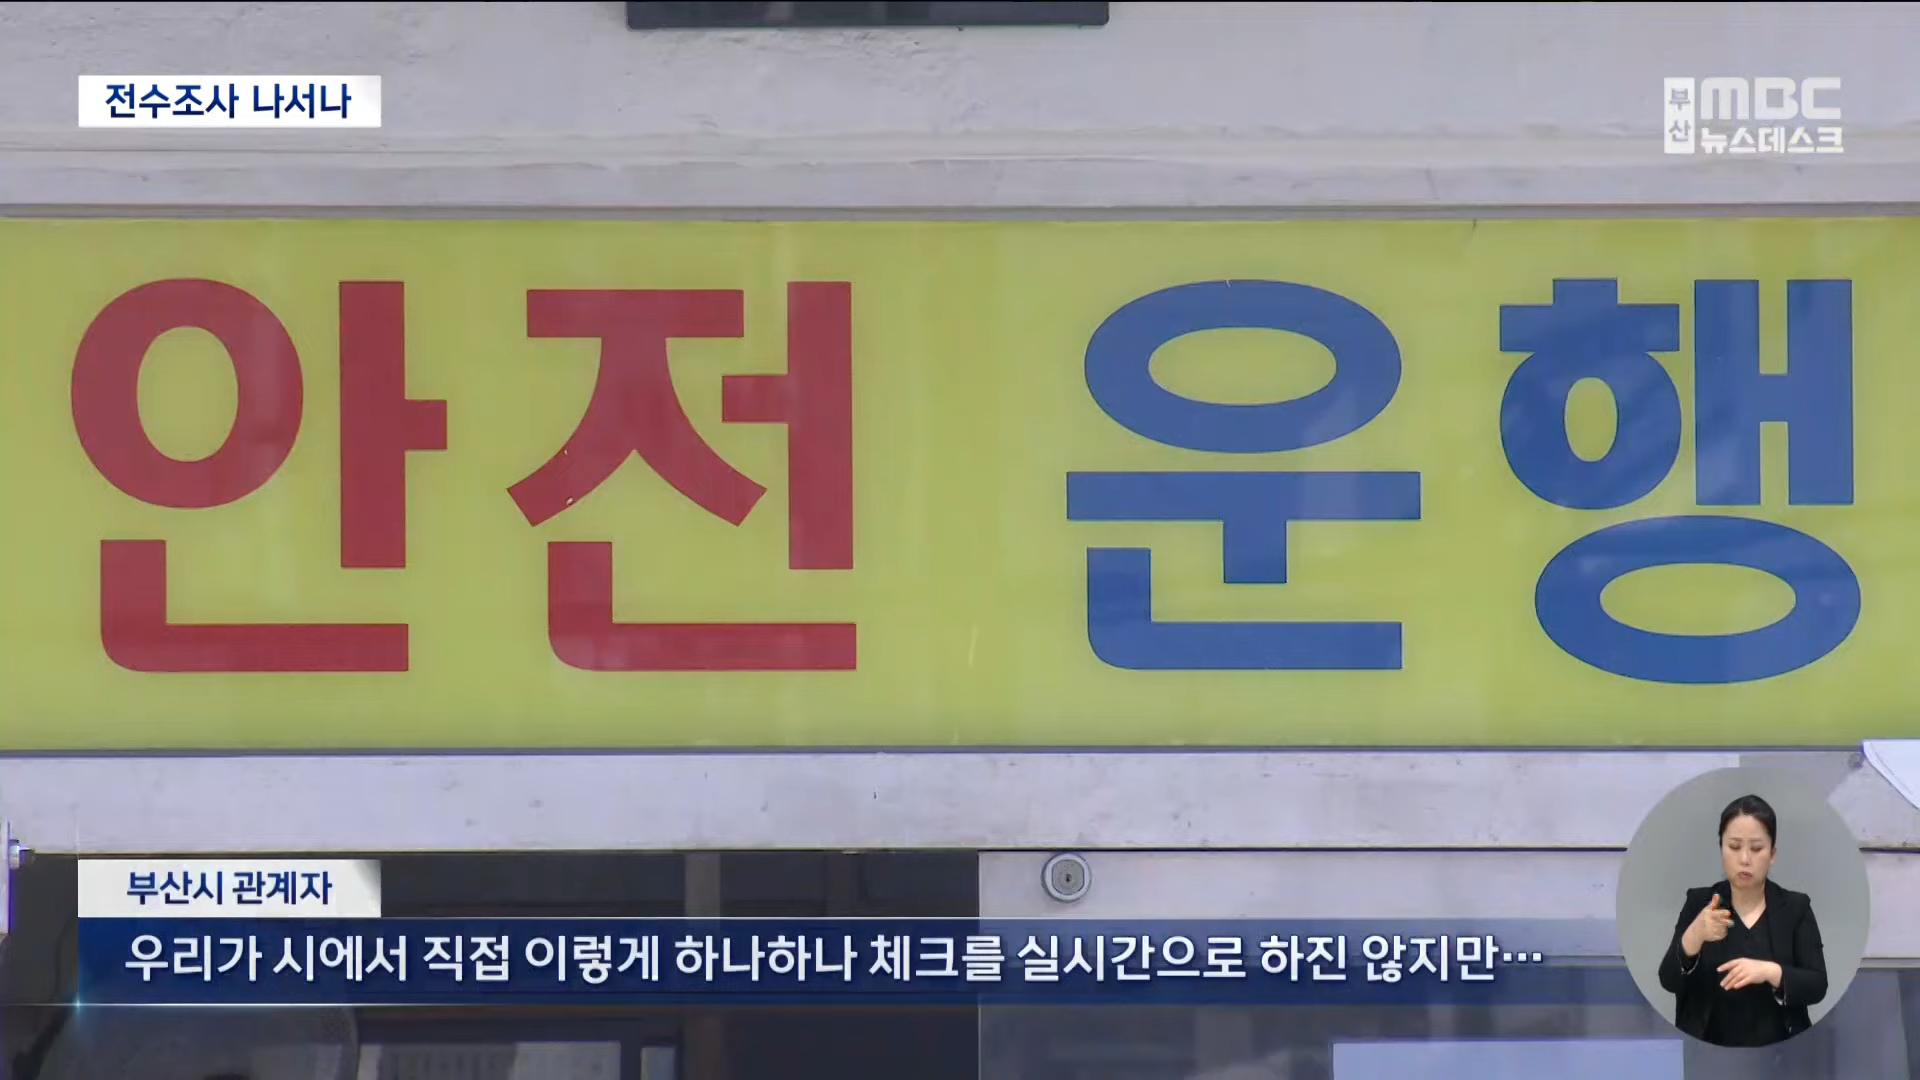 전수조사 나서나
부산 MBC
뉴스데스크
안전 운행
부산시 관계자
우리가 시에서 직접 이렇게 하나하나 체크를 실시간으로 하진 않지만…